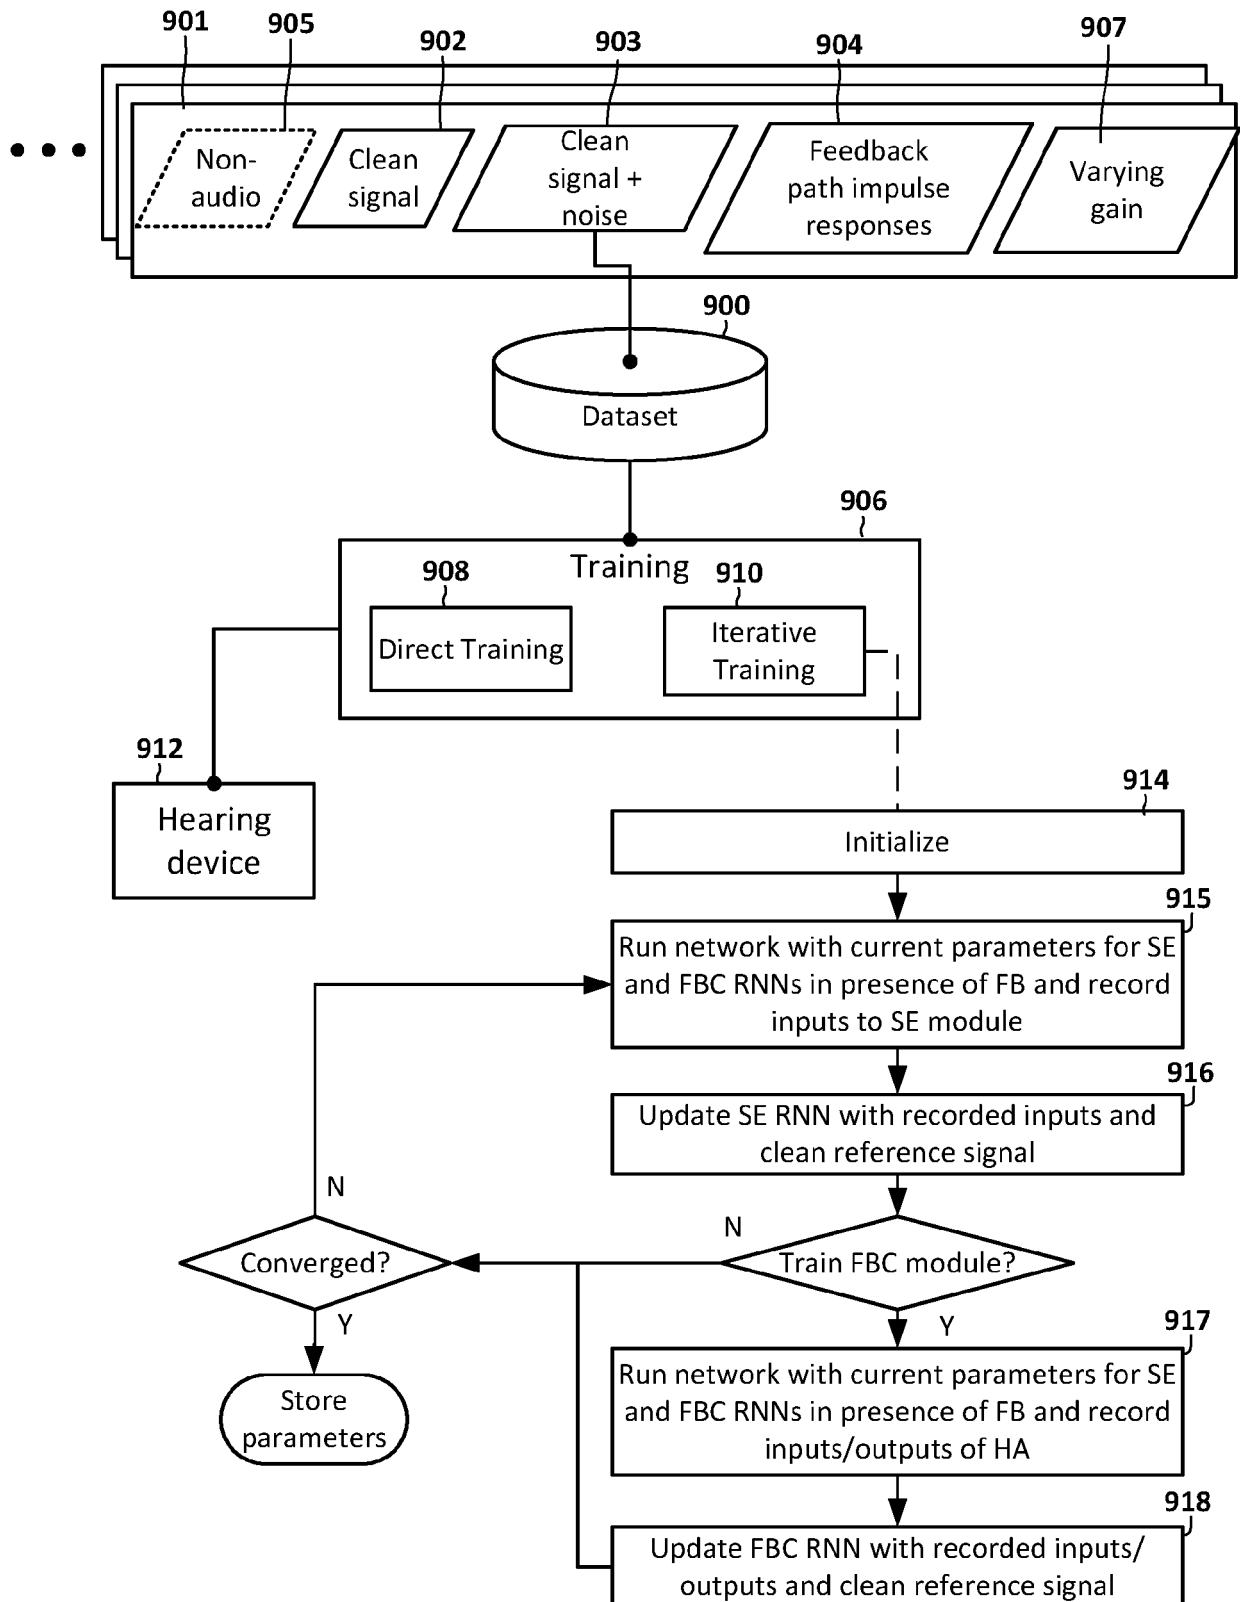 901
905
902
903
904
907
Non-
audio
Clean
signal
Clean
signal +
noise
Feedback
path impulse
responses
Varying
gain
900
Dataset
906
Training
908
Direct Training
910
Iterative
Training
912
Hearing
device
914
Initialize
915
Run network with current parameters for SE
and FBC RNNs in presence of FB and record
inputs to SE module
916
Update SE RNN with recorded inputs and
clean reference signal
N
N
Converged?
Train FBC module?
Y
Y
917
Store
parameters
Run network with current parameters for SE
and FBC RNNs in presence of FB and record
inputs/outputs of HA
918
Update FBC RNN with recorded inputs/
outputs and clean reference signal